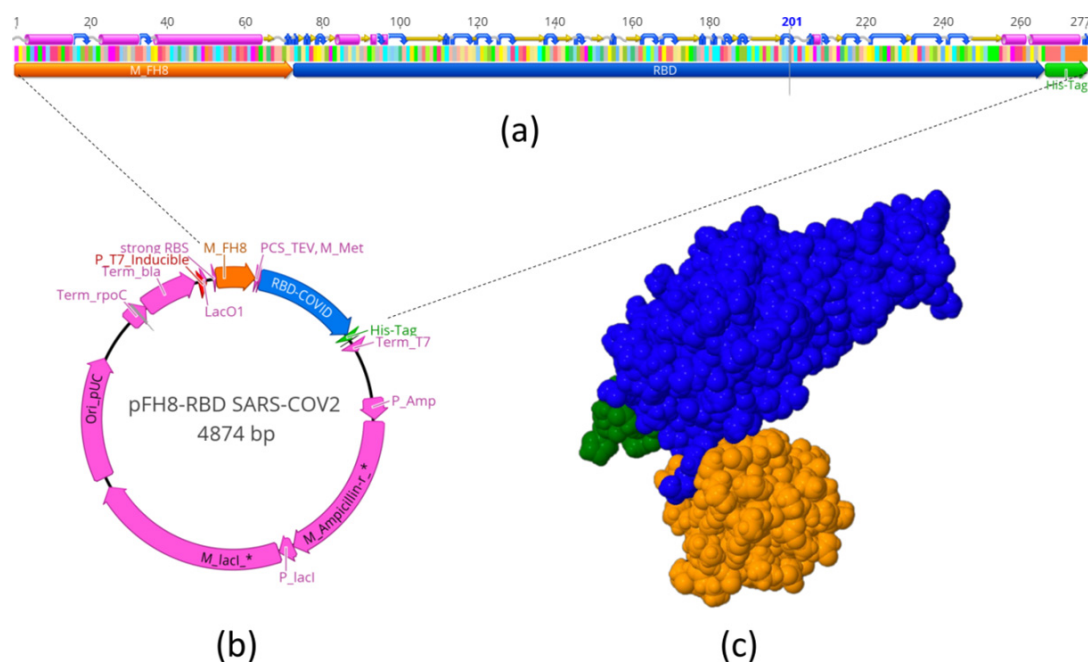 1 20 40 60 80 100 120 140 160 180 201 220 240 260 277
M_FH8 RBD His-Tag
(a)
strong RBS M_FH8 PCS_TEV, M_Met
P_T7_Inducible
Term_bla
Term_rpoC
LacO1
RBD-COVID
His-Tag
Term_T7
Ori_pUC
pFH8-RBD SARS-COV2
4874 bp
P_Amp
M_Ampicillin-r_*
M_lacI_*
P_lacI
(b) (c)